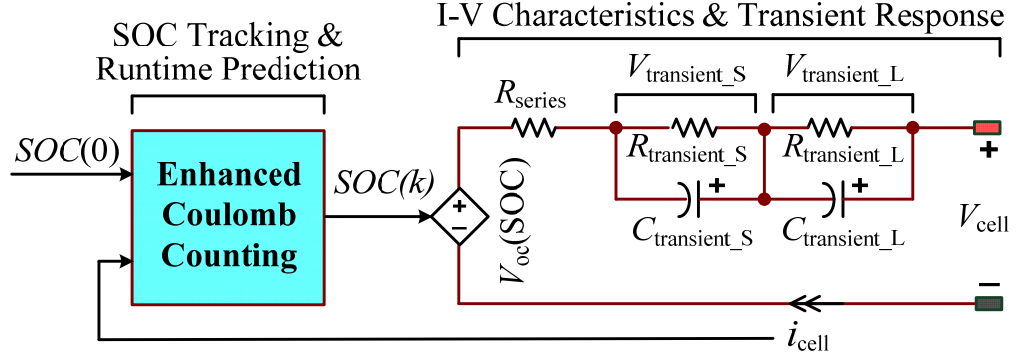 I-V Characteristics & Transient Response
SOC Tracking &
Runtime Prediction
V_transient_S
V_transient_L
R_series
SOC(0)
Enhanced
Coulomb
Counting
SOC(k)
+
−
V_oc(SOC)
R_transient_S
R_transient_L
+
+
C_transient_S
C_transient_L
+
V_cell
−
i_cell